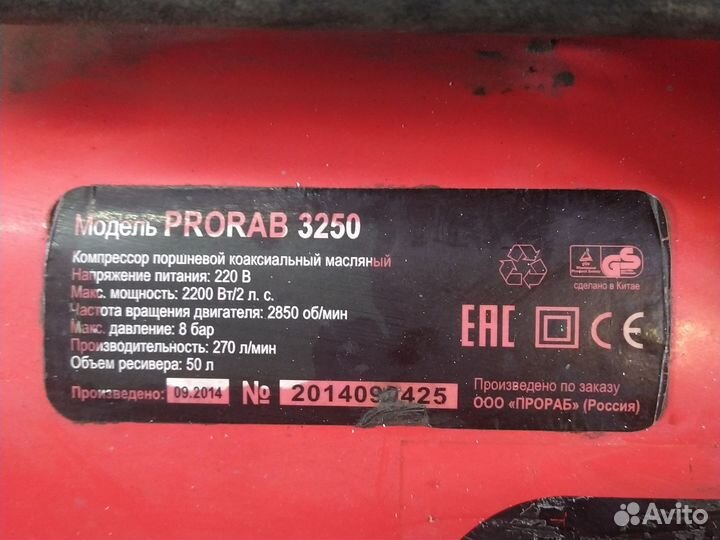 Модель PRORAB 3250
Компрессор поршневой коаксиальный масляный
Напряжение питания: 220 В
Макс. мощность: 2200 Вт/2 л. с.
Частота вращения двигателя: 2850 об/мин
Макс. давление: 8 бар
Производительность: 270 л/мин
Объем ресивера: 50 л
Произведено: 09.2014 №
GS
сделано в Китае
EAC CE
Произведено по заказу
ООО «ПРОРАБ» (Россия)
Avito